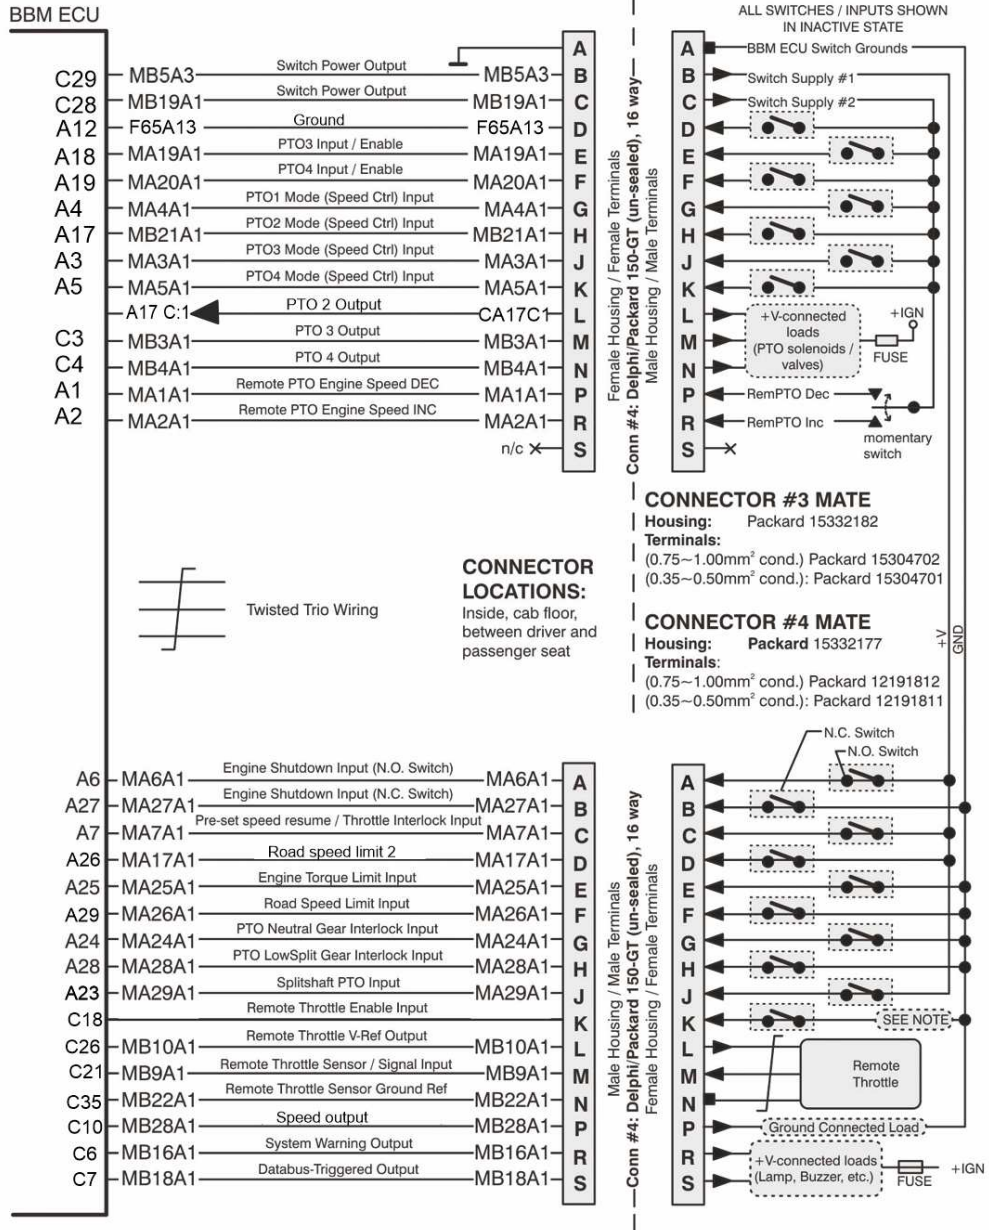 BBM ECU
ALL SWITCHES / INPUTS SHOWN
IN INACTIVE STATE
A
A
BBM ECU Switch Grounds
C29 MB5A3 Switch Power Output MB5A3 B
B Switch Supply #1
C28 MB19A1 Switch Power Output MB19A1 C
C Switch Supply #2
A12 F65A13 Ground F65A13 D
D
A18 MA19A1 PTO3 Input / Enable MA19A1 E
E
A19 MA20A1 PTO4 Input / Enable MA20A1 F
F
A4 MA4A1 PTO1 Mode (Speed Ctrl) Input MA4A1 G
G
A17 MB21A1 PTO2 Mode (Speed Ctrl) Input MB21A1 H
H
A3 MA3A1 PTO3 Mode (Speed Ctrl) Input MA3A1 J
J
A5 MA5A1 PTO4 Mode (Speed Ctrl) Input MA5A1 K
K
A17 C:1 PTO 2 Output CA17C1 L
L
C3 MB3A1 PTO 3 Output MB3A1 M
M
C4 MB4A1 PTO 4 Output MB4A1 N
N
+V-connected
loads
(PTO solenoids /
valves)
+IGN
FUSE
A1 MA1A1 Remote PTO Engine Speed DEC MA1A1 P
P RemPTO Dec
A2 MA2A1 Remote PTO Engine Speed INC MA2A1 R
R RemPTO Inc
momentary
switch
n/c S
S
Female Housing / Female Terminals
Conn #4: Delphi/Packard 150-GT (un-sealed), 16 way
Male Housing / Male Terminals
CONNECTOR #3 MATE
Housing: Packard 15332182
Terminals:
(0.75~1.00mm² cond.) Packard 15304702
(0.35~0.50mm² cond.): Packard 15304701
CONNECTOR #4 MATE
Housing: Packard 15332177
Terminals:
(0.75~1.00mm² cond.) Packard 12191812
(0.35~0.50mm² cond.): Packard 12191811
+V
GND
Twisted Trio Wiring
CONNECTOR
LOCATIONS:
Inside, cab floor,
between driver and
passenger seat
N.C. Switch
N.O. Switch
A6 MA6A1 Engine Shutdown Input (N.O. Switch) MA6A1 A
A
A27 MA27A1 Engine Shutdown Input (N.C. Switch) MA27A1 B
B
A7 MA7A1 Pre-set speed resume / Throttle Interlock Input MA7A1 C
C
A26 MA17A1 Road speed limit 2 MA17A1 D
D
A25 MA25A1 Engine Torque Limit Input MA25A1 E
E
A29 MA26A1 Road Speed Limit Input MA26A1 F
F
A24 MA24A1 PTO Neutral Gear Interlock Input MA24A1 G
G
A28 MA28A1 PTO LowSplit Gear Interlock Input MA28A1 H
H
A23 MA29A1 Splitshaft PTO Input MA29A1 J
J
C18 Remote Throttle Enable Input K
K SEE NOTE
C26 MB10A1 Remote Throttle V-Ref Output MB10A1 L
L
C21 MB9A1 Remote Throttle Sensor / Signal Input MB9A1 M
M
Remote
Throttle
C35 MB22A1 Remote Throttle Sensor Ground Ref MB22A1 N
N
C10 MB28A1 Speed output MB28A1 P
P Ground Connected Load
C6 MB16A1 System Warning Output MB16A1 R
R
C7 MB18A1 Databus-Triggered Output MB18A1 S
S
+V-connected loads
(Lamp, Buzzer, etc.)
FUSE
+IGN
Male Housing / Male Terminals
Conn #4: Delphi/Packard 150-GT (un-sealed), 16 way
Female Housing / Female Terminals